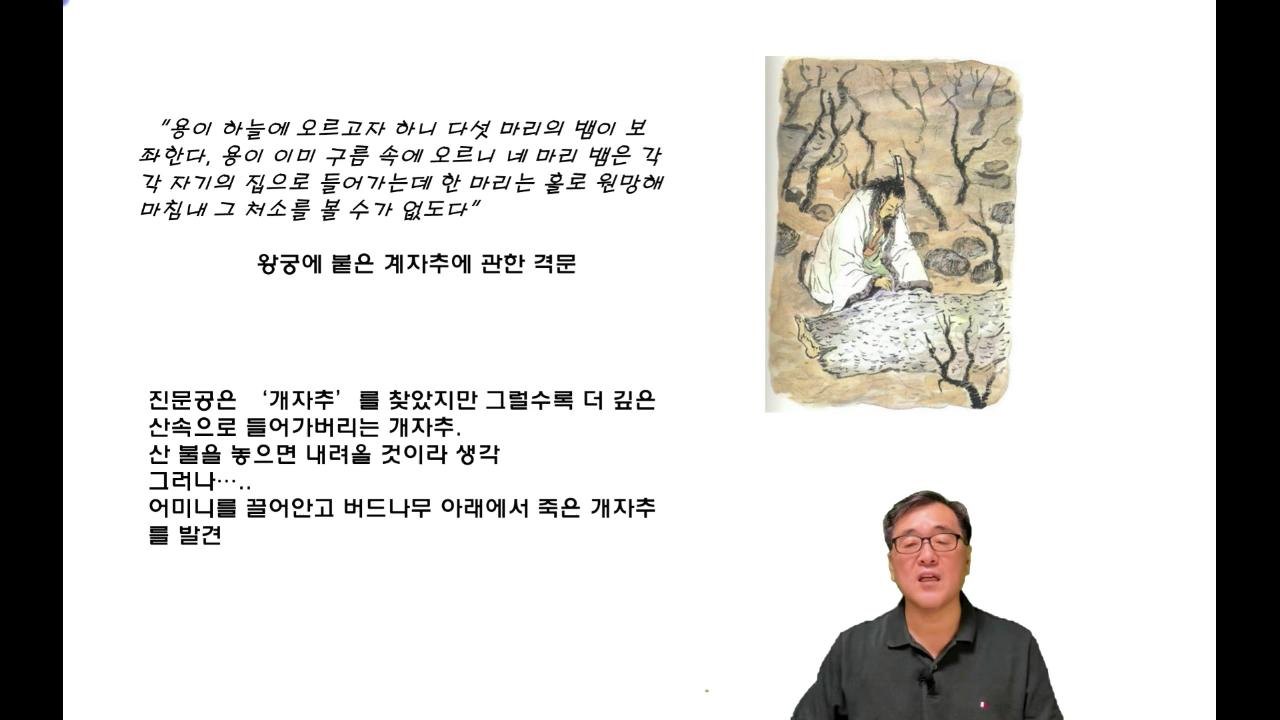 “용이 하늘에 오르고자 하니 다섯 마리의 뱀이 보
좌한다, 용이 이미 구름 속에 오르니 네 마리 뱀은 각
각 자기의 집으로 들어가는데 한 마리는 홀로 원망해
마침내 그 처소를 볼 수가 없도다”
왕궁에 붙은 계자추에 관한 격문
진문공은 ‘개자추’를 찾았지만 그럴수록 더 깊은
산속으로 들어가버리는 개자추.
산 불을 놓으면 내려올 것이라 생각
그러나…..
어미니를 끌어안고 버드나무 아래에서 죽은 개자추
를 발견